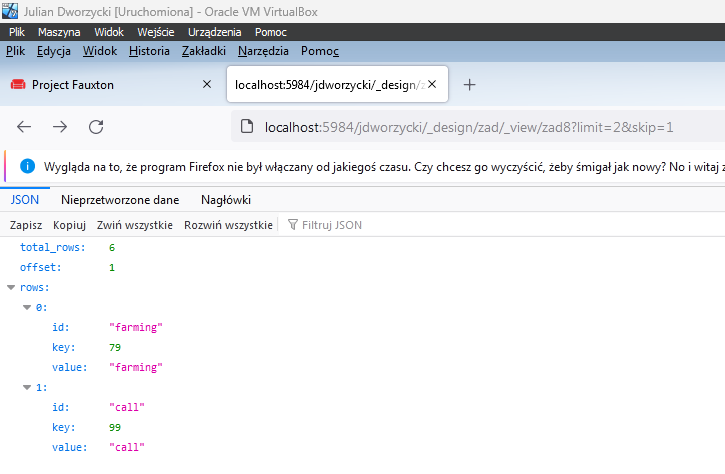 Julian Dworzycki [Uruchomiona] - Oracle VM VirtualBox
Plik Maszyna Widok Wejście Urządzenia Pomoc
Plik Edycja Widok Historia Zakładki Narzędzia Pomoc
Project Fauxton
localhost:5984/jdworzycki/_design/z
localhost:5984/jdworzycki/_design/zad/_view/zad8?limit=2&skip=1
Wygląda na to, że program Firefox nie był włączany od jakiegoś czasu. Czy chcesz go wyczyścić, żeby śmigał jak nowy? No i witaj z
JSON Nieprzetworzone dane Nagłówki
Zapisz Kopiuj Zwiń wszystkie Rozwiń wszystkie Filtruj JSON
total_rows: 6
offset: 1
rows:
0:
id: "farming"
key: 79
value: "farming"
1:
id: "call"
key: 99
value: "call"